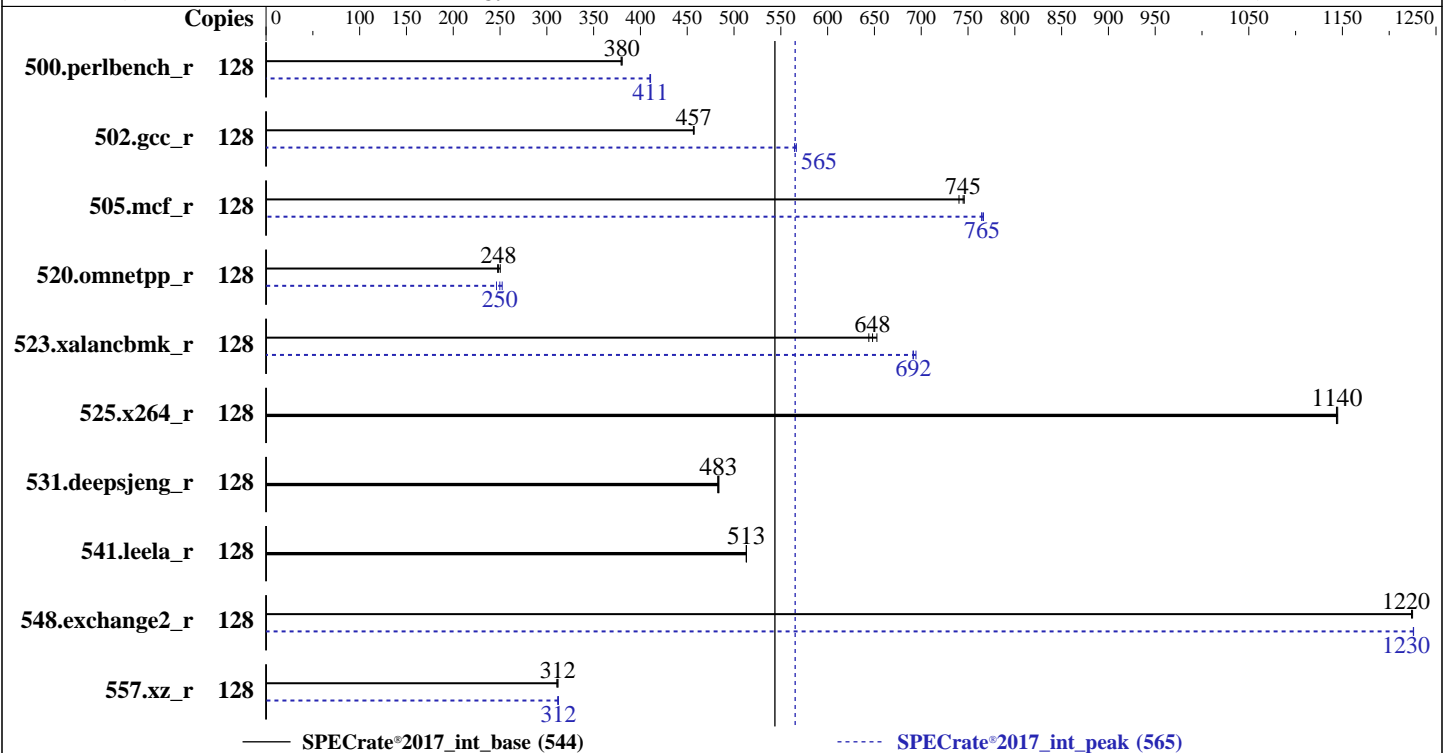 Copies 0 100 150 200 250 300 350 400 450 500 550 600 650 700 750 800 850 900 950 1050 1150 1250
380
500.perlbench_r 128
411
457
502.gcc_r 128
565
745
505.mcf_r 128
765
248
520.omnetpp_r 128
250
648
523.xalancbmk_r 128
692
1140
525.x264_r 128
483
531.deepsjeng_r 128
513
541.leela_r 128
1220
548.exchange2_r 128
1230
312
557.xz_r 128
312
SPECrate®2017_int_base (544) SPECrate®2017_int_peak (565)